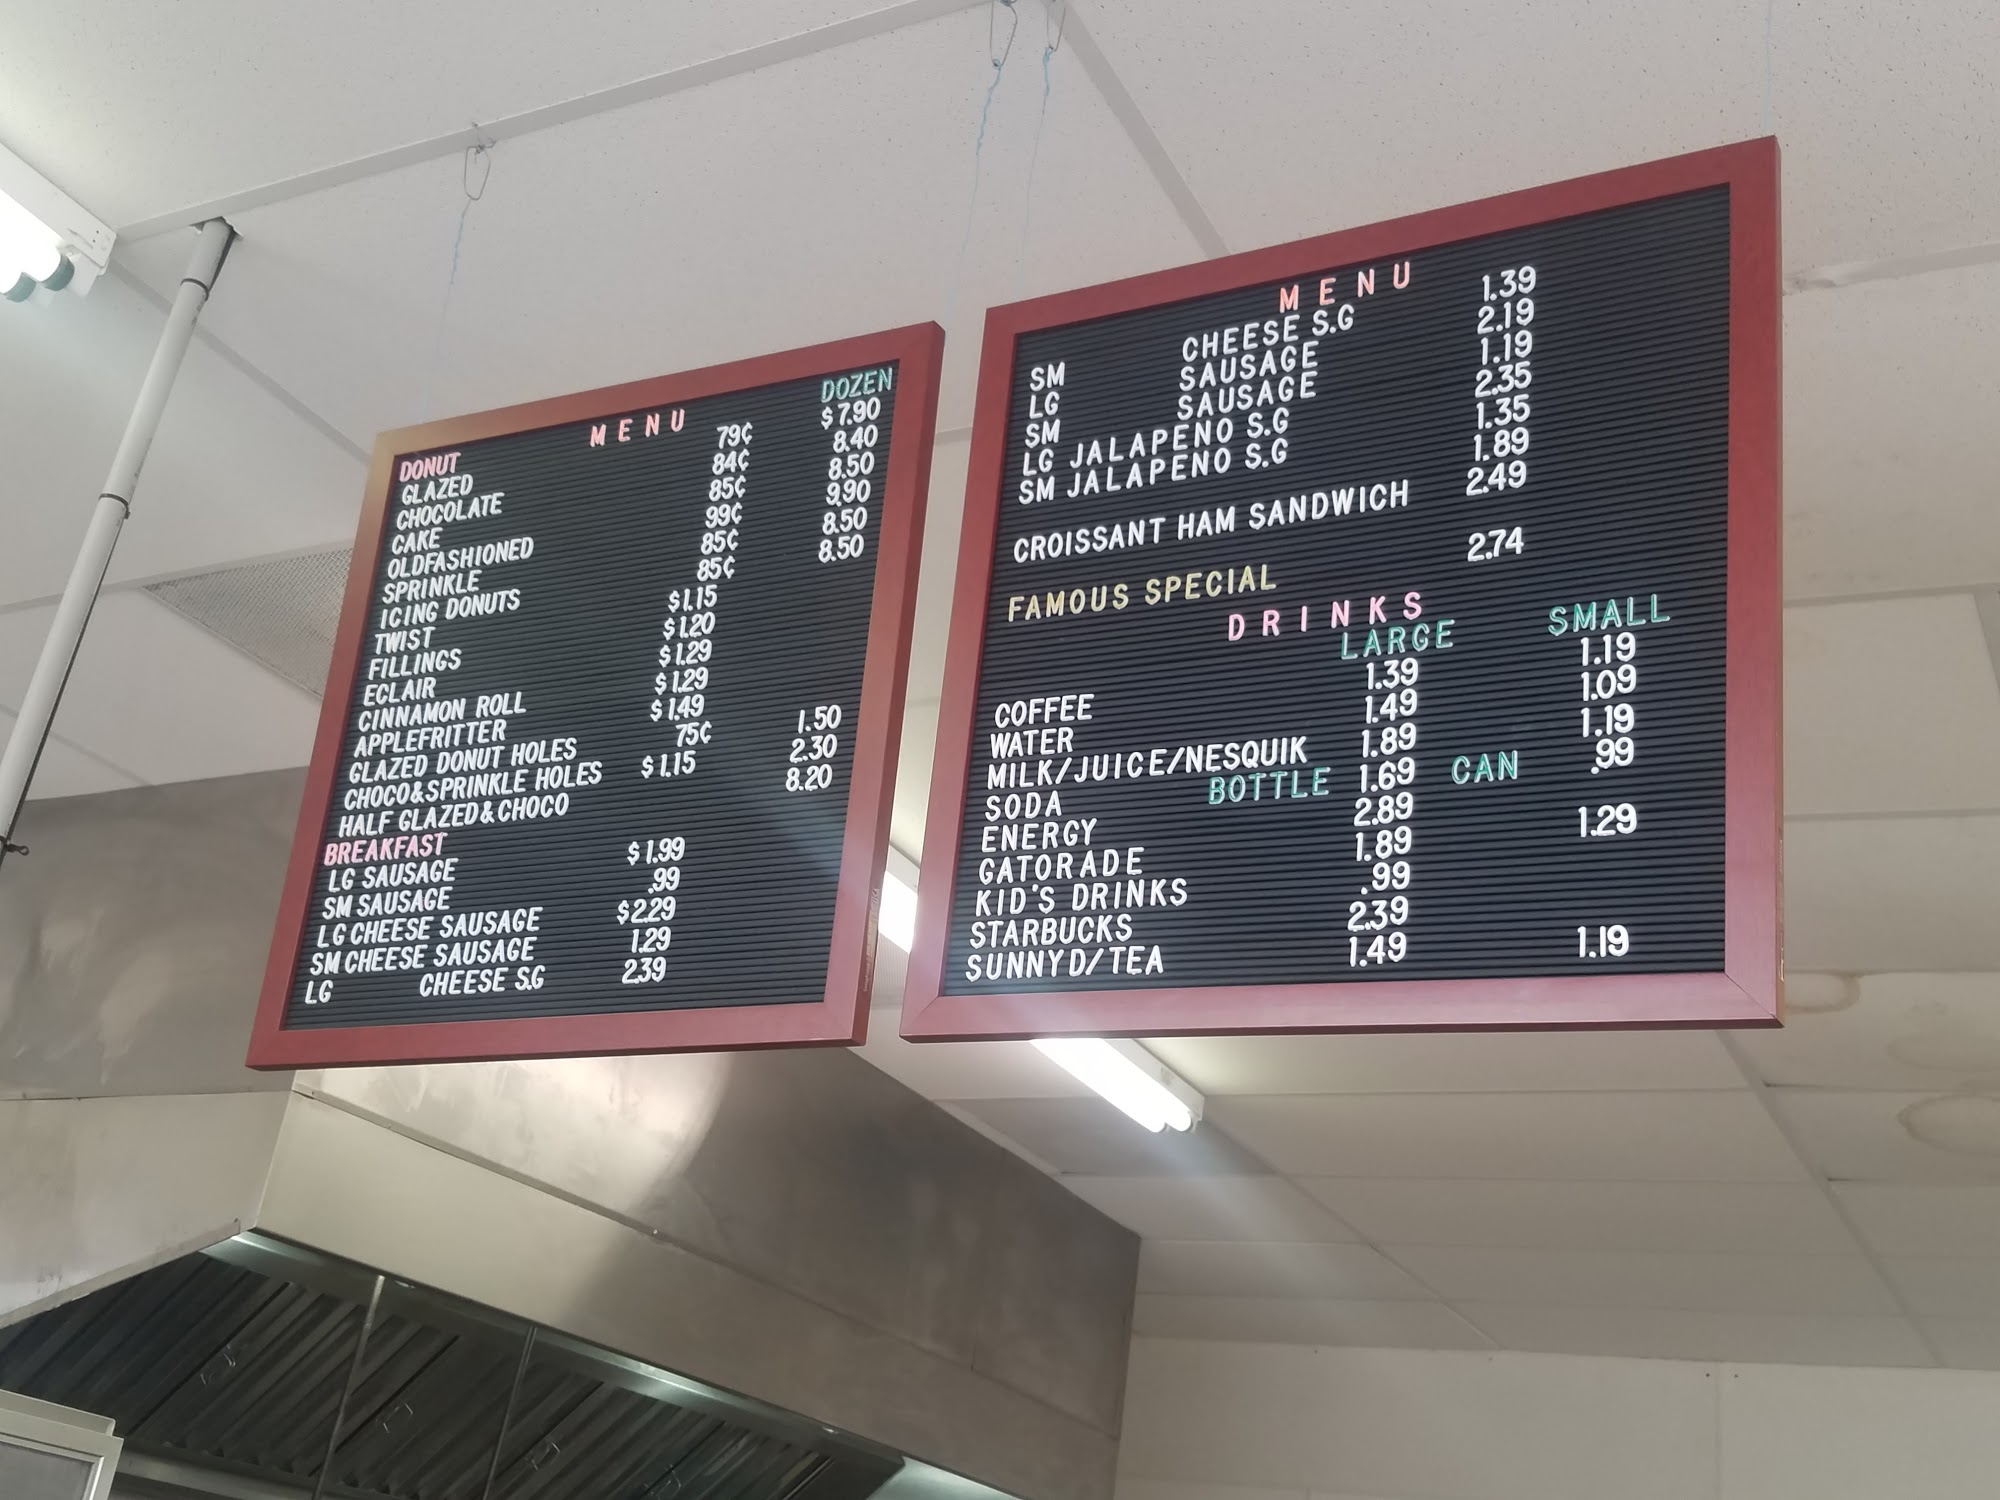 DOZEN
MENU
DONUT
GLAZED 79¢ $7.90
CHOCOLATE 84¢ 8.40
CAKE 85¢ 8.50
OLDFASHIONED 99¢ 9.90
SPRINKLE 85¢ 8.50
ICING DONUTS 85¢ 8.50
TWIST $1.15
FILLINGS $1.20
ECLAIR $1.29
CINNAMON ROLL $1.29
APPLEFRITTER $1.49
GLAZED DONUT HOLES 75¢ 1.50
CHOCO&SPRINKLE HOLES $1.15 2.30
HALF GLAZED&CHOCO 8.20
BREAKFAST
LG SAUSAGE $1.99
SM SAUSAGE .99
LG CHEESE SAUSAGE $2.29
SM CHEESE SAUSAGE 1.29
LG CHEESE S.G 2.39
MENU
SM CHEESE S.G 1.39
LG SAUSAGE 2.19
SM SAUSAGE 1.19
LG JALAPENO S.G 2.35
SM JALAPENO S.G 1.35
1.89
CROISSANT HAM SANDWICH 2.49
FAMOUS SPECIAL 2.74
DRINKS
LARGE SMALL
COFFEE 1.39 1.19
WATER 1.49 1.09
MILK/JUICE/NESQUIK 1.89 1.19
SODA BOTTLE 1.69 CAN .99
ENERGY 2.89
GATORADE 1.89 1.29
KID'S DRINKS .99
STARBUCKS 2.39
SUNNYD/TEA 1.49 1.19